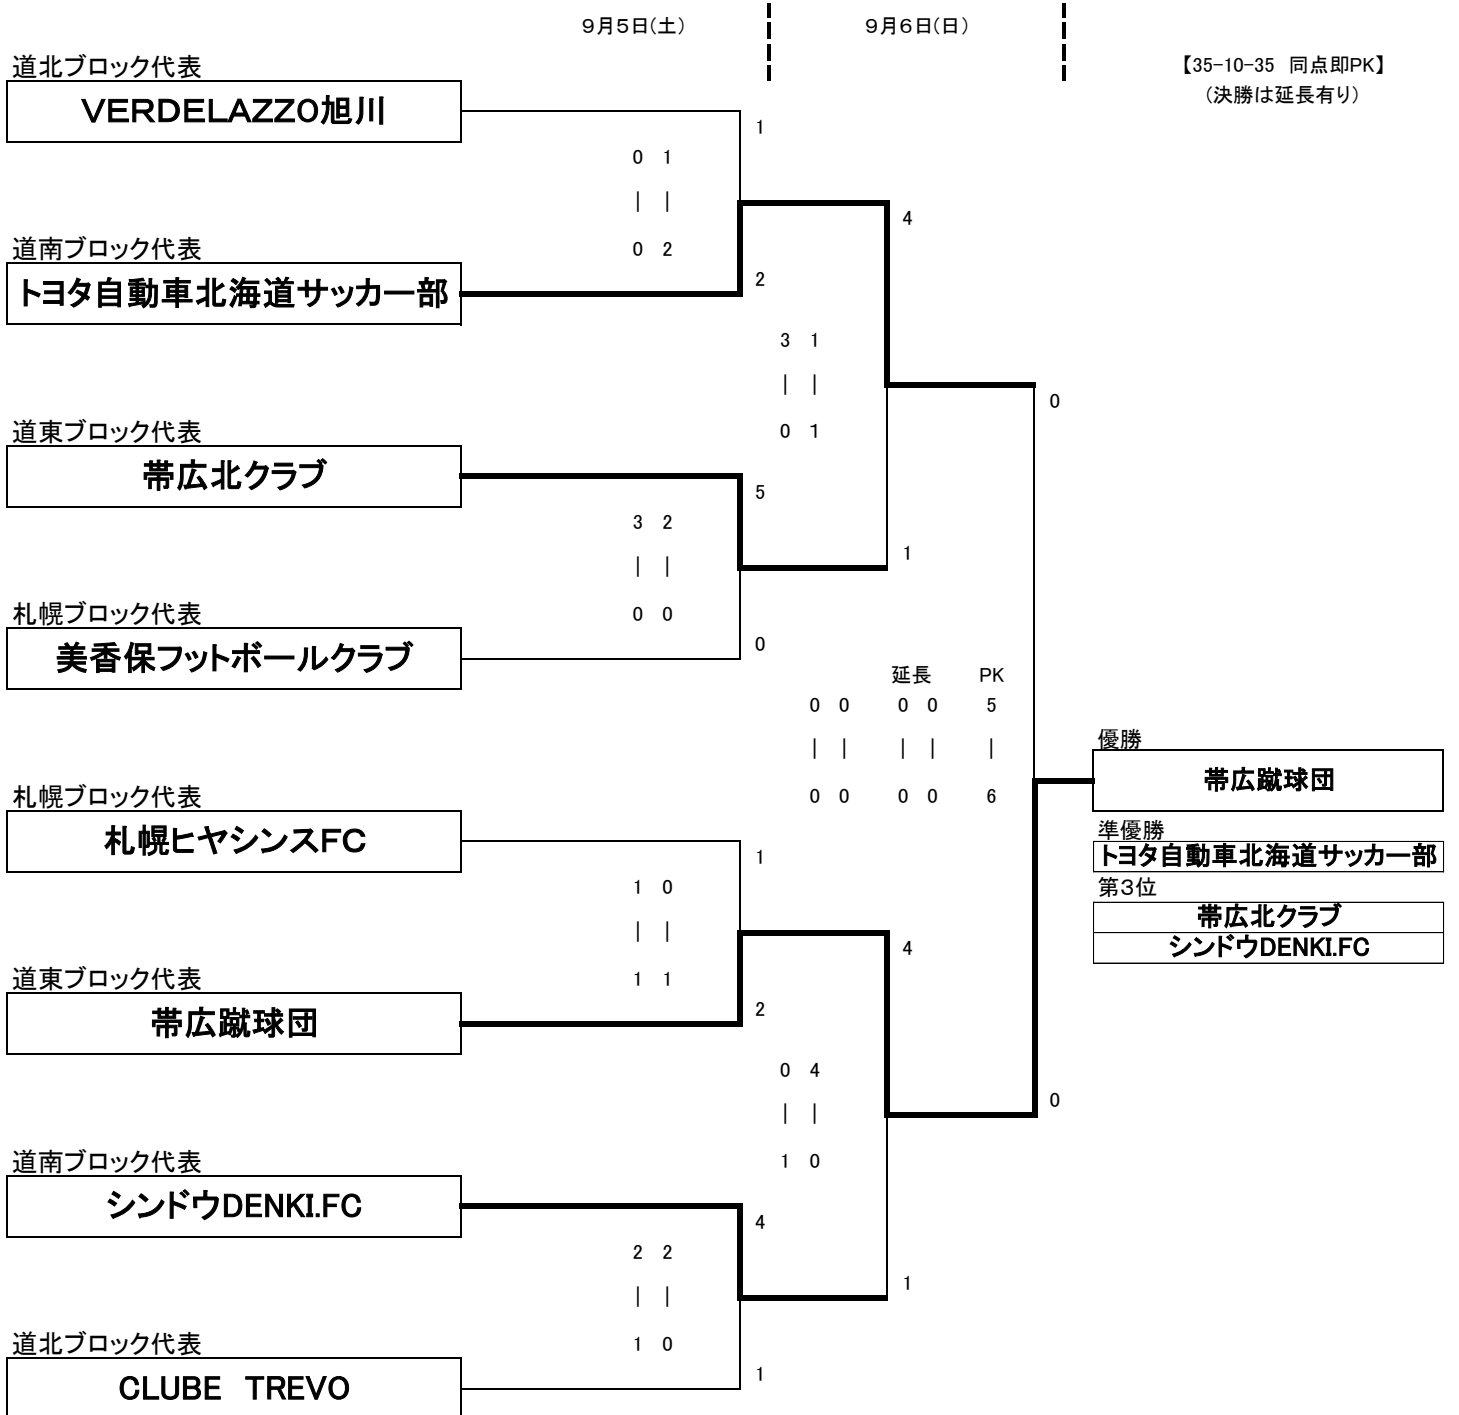 ９月５日(土)
９月６日(日)
【35-10-35　同点即PK】
(決勝は延長有り)
道北ブロック代表
VERDELAZZO旭川
1
0 1
| |
0 2
4
道南ブロック代表
トヨタ自動車北海道サッカー部
2
3 1
| |
0 1
0
道東ブロック代表
帯広北クラブ
5
3 2
| |
0 0
1
札幌ブロック代表
美香保フットボールクラブ
0
延長 PK
0 0 0 0 5
| | | | |
0 0 0 0 6
優勝
帯広蹴球団
準優勝
トヨタ自動車北海道サッカー部
第３位
帯広北クラブ
シンドウDENKI.FC
札幌ブロック代表
札幌ヒヤシンスFC
1
1 0
| |
1 1
4
道東ブロック代表
帯広蹴球団
2
0 4
| |
1 0
0
道南ブロック代表
シンドウDENKI.FC
4
2 2
| |
1 0
1
道北ブロック代表
CLUBE　TREVO
1